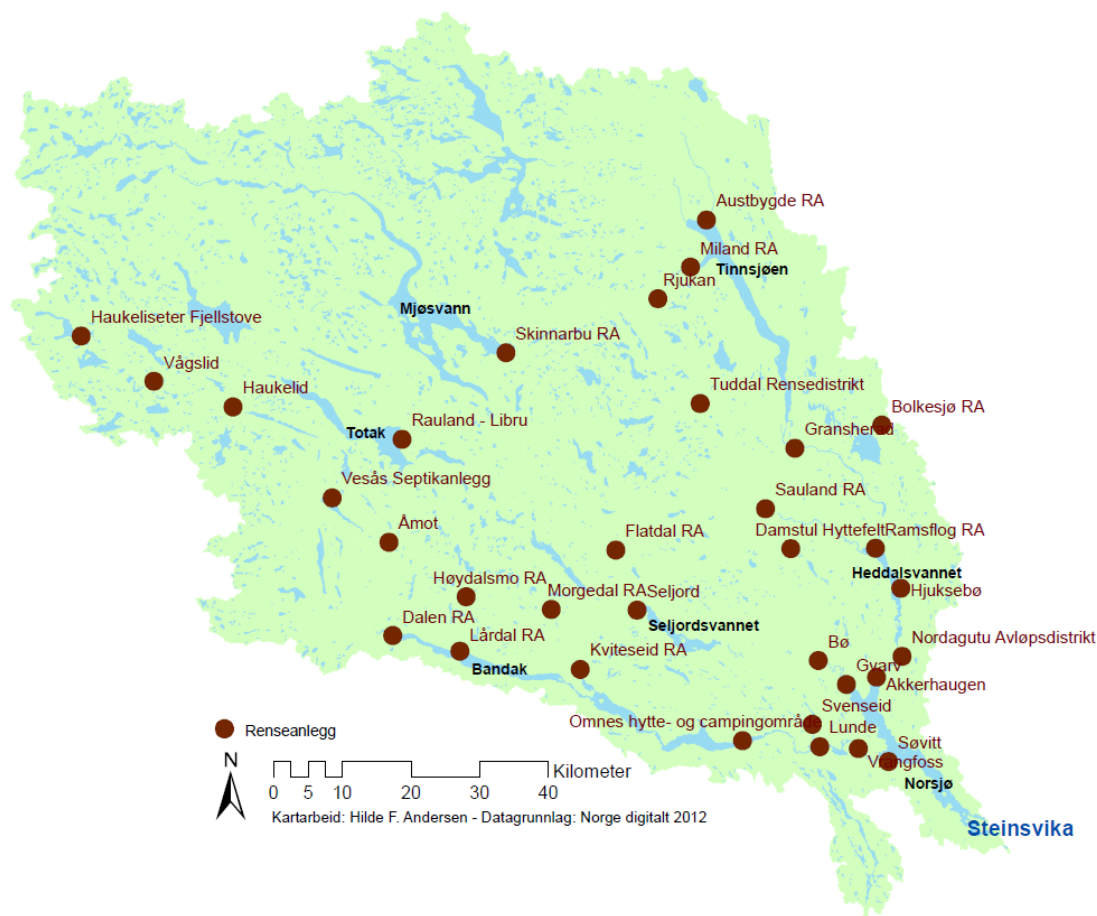 Austbygde RA
Miland RA
Tinnsjøen
Rjukan
Mjøsvann
Haukeliseter Fjellstove
Skinnarbu RA
Vågslid
Haukelid
Tuddal Rensedistrikt
Bolkesjø RA
Rauland - Libru
Totak
Gransherad
Vesås Septikanlegg
Sauland RA
Åmot
Flatdal RA
Damstul Hyttefelt
Ramsflog RA
Høydalsmo RA
Heddalsvannet
Morgedal RA
Seljord
Hjuksebø
Dalen RA
Lårdal RA
Seljordsvannet
Bandak
Kviteseid RA
Bø
Nordagutu Avløpsdistrikt
Gvarv
Akkerhaugen
Svenseid
Omnes hytte- og campingområde
Lunde
Søvitt
Vrangfoss
Norsjø
Steinsvika
Renseanlegg
N
Kilometer
0 5 10 20 30 40
Kartarbeid: Hilde F. Andersen - Datagrunnlag: Norge digitalt 2012